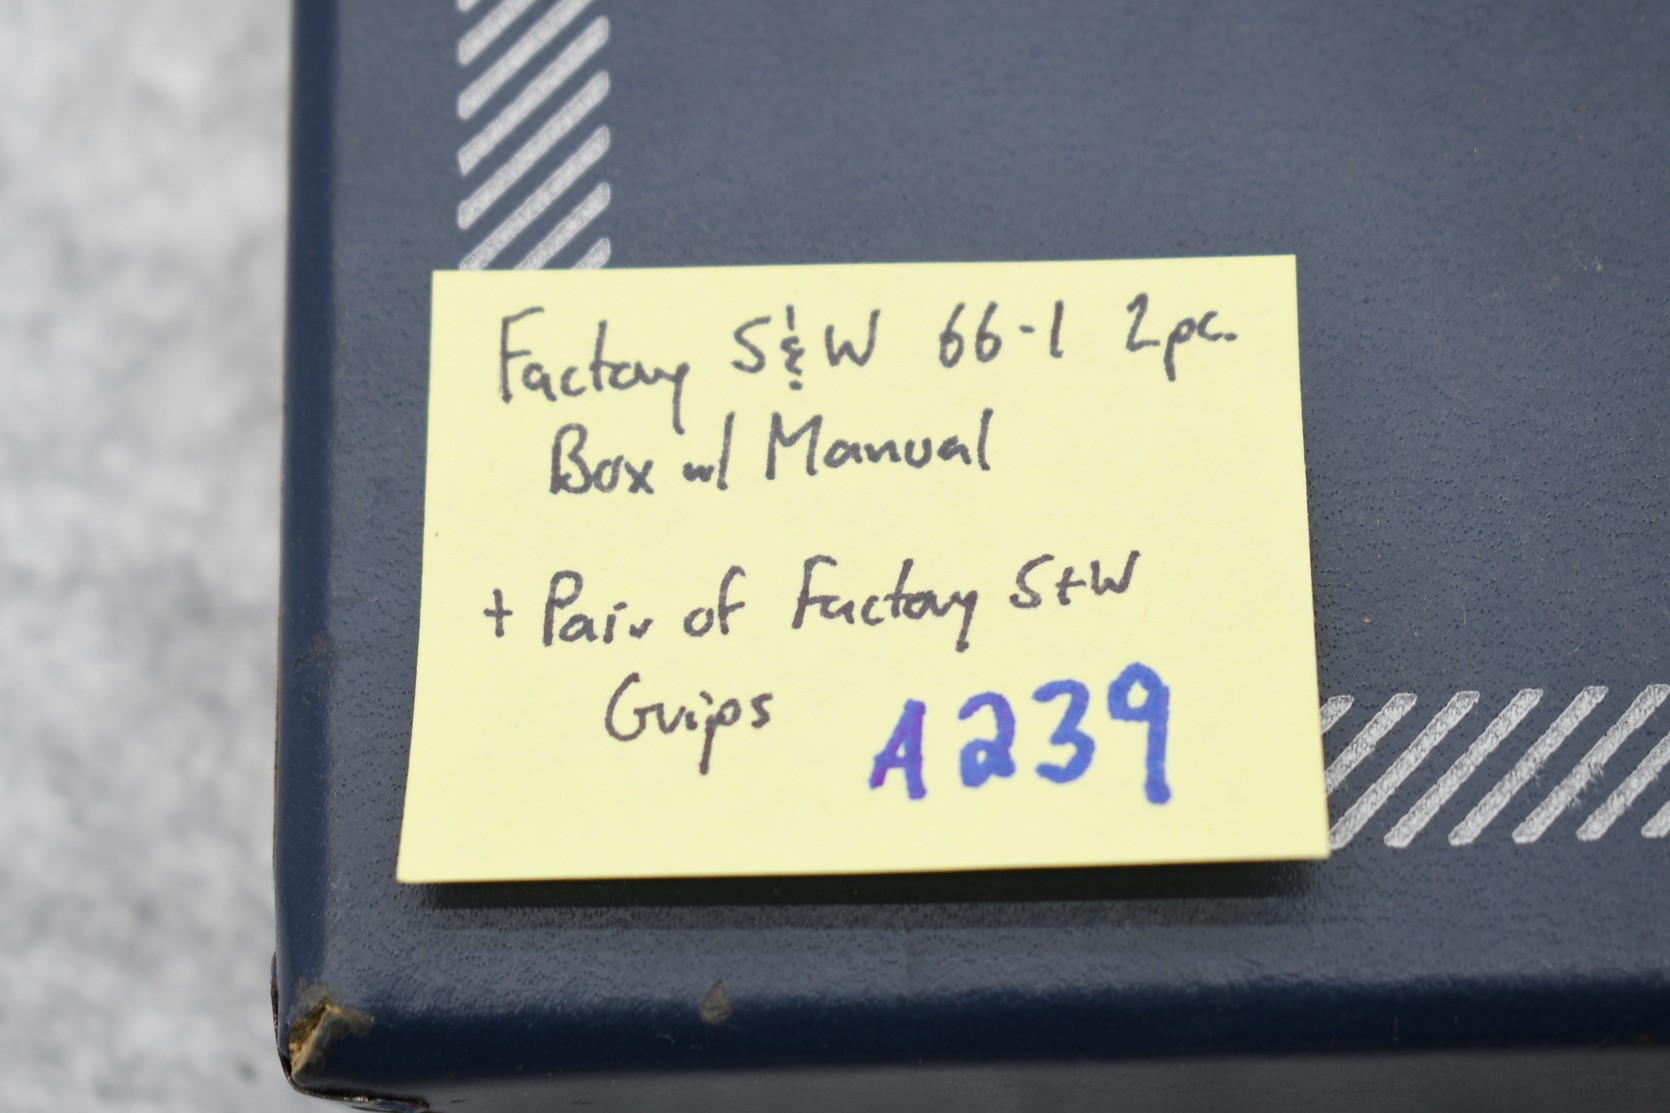 Factory S&W 66-1 2pc.
Box w/ Manual
+ Pair of Factory S+W
Grips A239